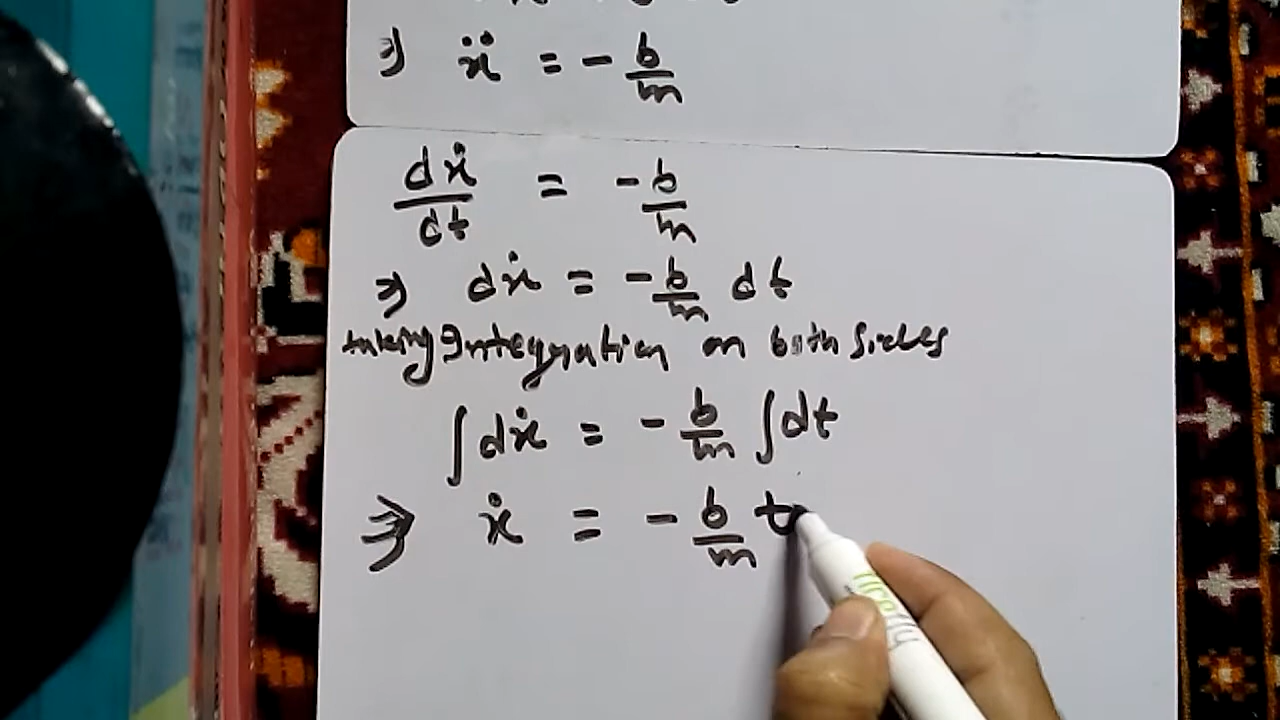 ⇒ ẍ = - b/m
dẋ/dt = - b/m
⇒ dẋ = - b/m dt
taking Integration on both Sides
∫dẋ = - b/m ∫dt
⇒ ẋ = - b/m t